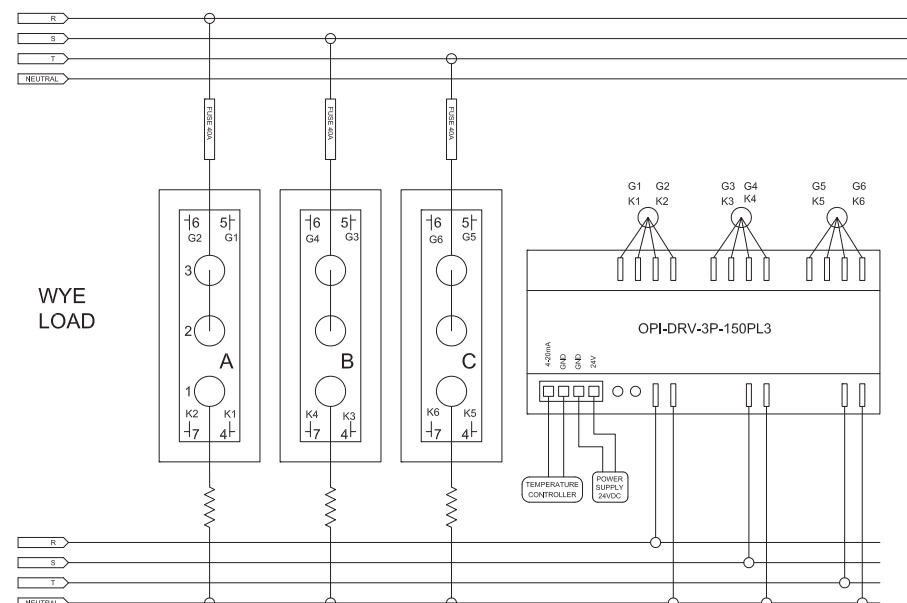 R
S
T
NEUTRAL
FUSE 40A
FUSE 40A
FUSE 40A
G1 G2
K1 K2
G3 G4
K3 K4
G5 G6
K5 K6
6 5
G2 G1
3
2
A
1
K2 K1
7 4
6 5
G4 G3
B
K4 K3
7 4
6 5
G6 G5
C
K6 K5
7 4
WYE
LOAD
OPI-DRV-3P-150PL3
4-20mA
GND
GND
24V
TEMPERATURE
CONTROLLER
POWER
SUPPLY
24VDC
R
S
T
NEUTRAL